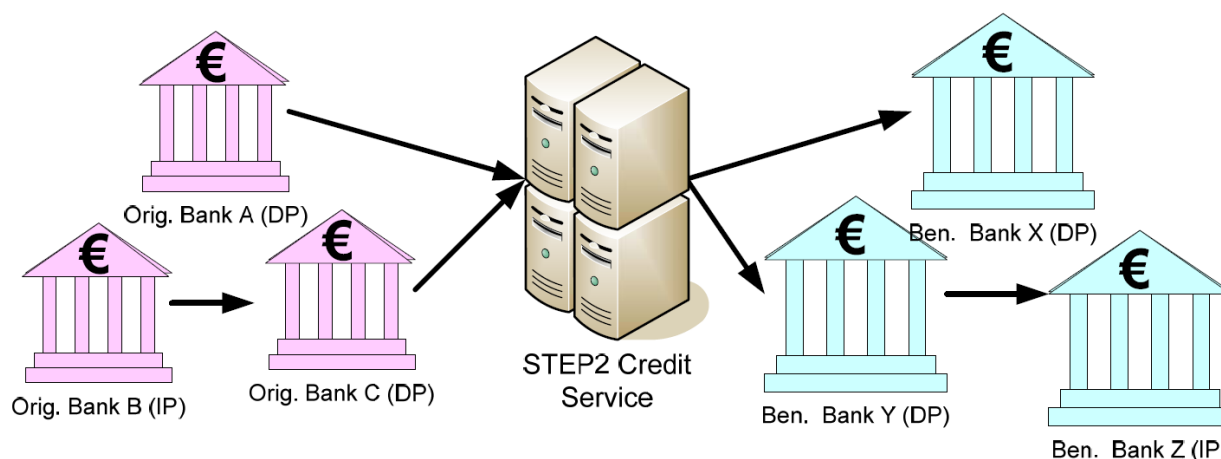 €
€
Orig. Bank A (DP)
Ben. Bank X (DP)
€
€
€
€
Orig. Bank B (IP)
Orig. Bank C (DP)
STEP2 Credit
Service
Ben. Bank Y (DP)
Ben. Bank Z (IP